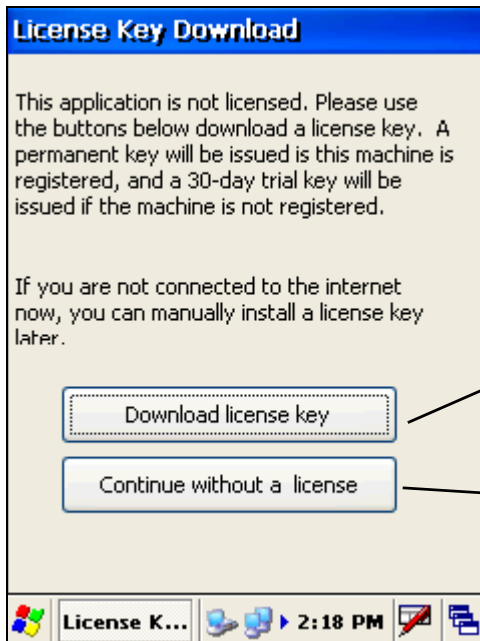 License Key Download
This application is not licensed. Please use
the buttons below download a license key.  A
permanent key will be issued is this machine is
registered, and a 30-day trial key will be
issued if the machine is not registered.
If you are not connected to the internet
now, you can manually install a license key
later.
Download license key
Continue without a  license
License K... 2:18 PM